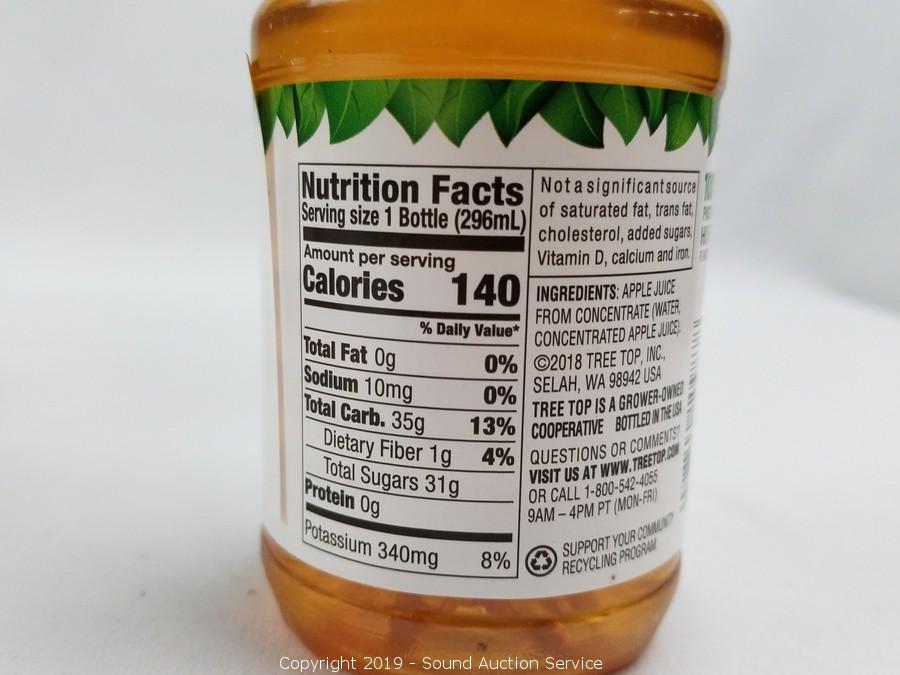 Nutrition Facts
Serving size 1 Bottle (296mL)
Amount per serving
Calories 140
% Daily Value*
Total Fat 0g 0%
Sodium 10mg 0%
Total Carb. 35g 13%
Dietary Fiber 1g 4%
Total Sugars 31g
Protein 0g
Potassium 340mg 8%
Not a significant source
of saturated fat, trans fat,
cholesterol, added sugars,
Vitamin D, calcium and iron.
INGREDIENTS: APPLE JUICE
FROM CONCENTRATE (WATER,
CONCENTRATED APPLE JUICE).
©2018 TREE TOP, INC.,
SELAH, WA 98942 USA
TREE TOP IS A GROWER-OWNED
COOPERATIVE BOTTLED IN THE USA
QUESTIONS OR COMMENTS?
VISIT US AT WWW.TREETOP.COM
OR CALL 1-800-542-4055
9AM – 4PM PT (MON-FRI)
SUPPORT YOUR COMMUNITY
RECYCLING PROGRAM
Copyright 2019 - Sound Auction Service